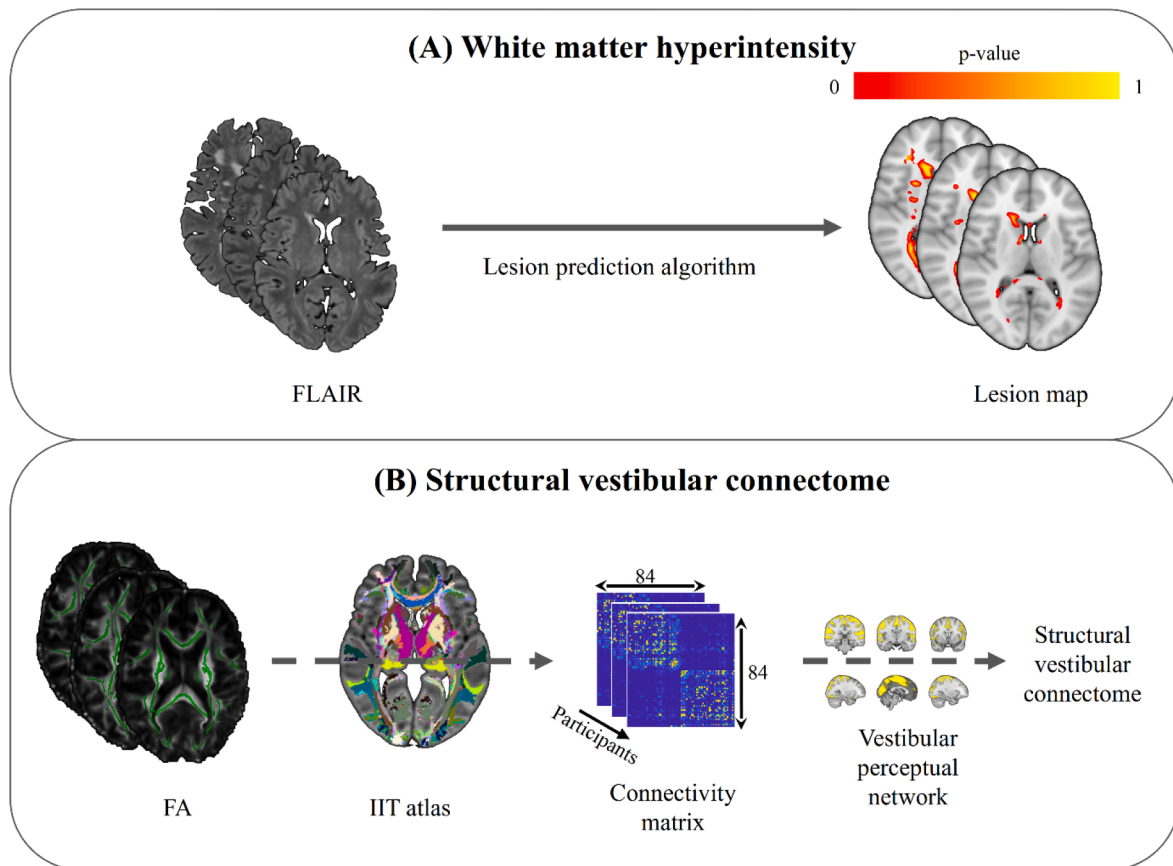 (A) White matter hyperintensity
p-value
0
1
Lesion prediction algorithm
FLAIR
Lesion map
(B) Structural vestibular connectome
84
84
Participants
Structural
vestibular
connectome
FA
IIT atlas
Connectivity
matrix
Vestibular
perceptual
network